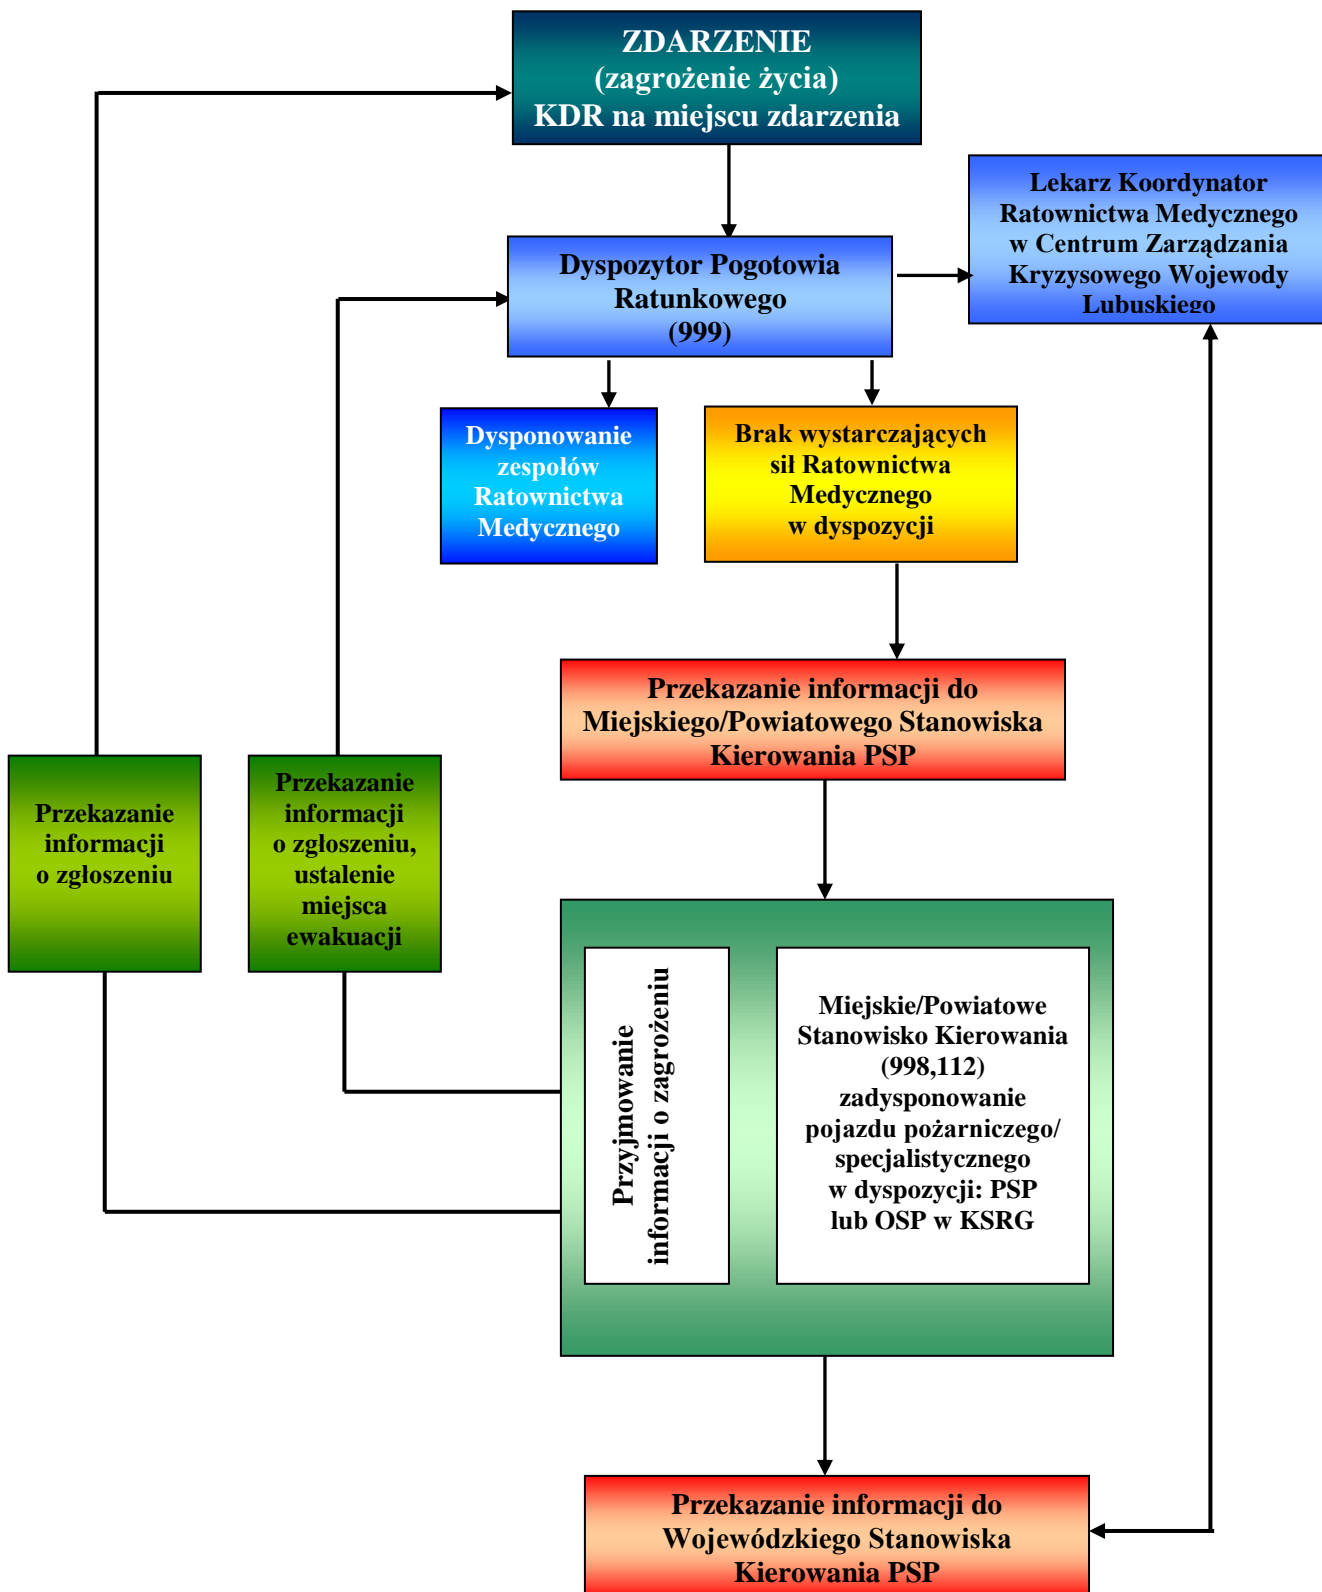 ZDARZENIE
(zagrożenie życia)
KDR na miejscu zdarzenia
Lekarz Koordynator
Ratownictwa Medycznego
w Centrum Zarządzania
Kryzysowego Wojewody
Lubuskiego
Dyspozytor Pogotowia
Ratunkowego
(999)
Dysponowanie
zespołów
Ratownictwa
Medycznego
Brak wystarczających
sił Ratownictwa
Medycznego
w dyspozycji
Przekazanie informacji do
Miejskiego/Powiatowego Stanowiska
Kierowania PSP
Przekazanie
informacji
o zgłoszeniu
Przekazanie
informacji
o zgłoszeniu,
ustalenie
miejsca
ewakuacji
Przyjmowanie
informacji o zagrożeniu
Miejskie/Powiatowe
Stanowisko Kierowania
(998,112)
zadysponowanie
pojazdu pożarniczego/
specjalistycznego
w dyspozycji: PSP
lub OSP w KSRG
Przekazanie informacji do
Wojewódzkiego Stanowiska
Kierowania PSP